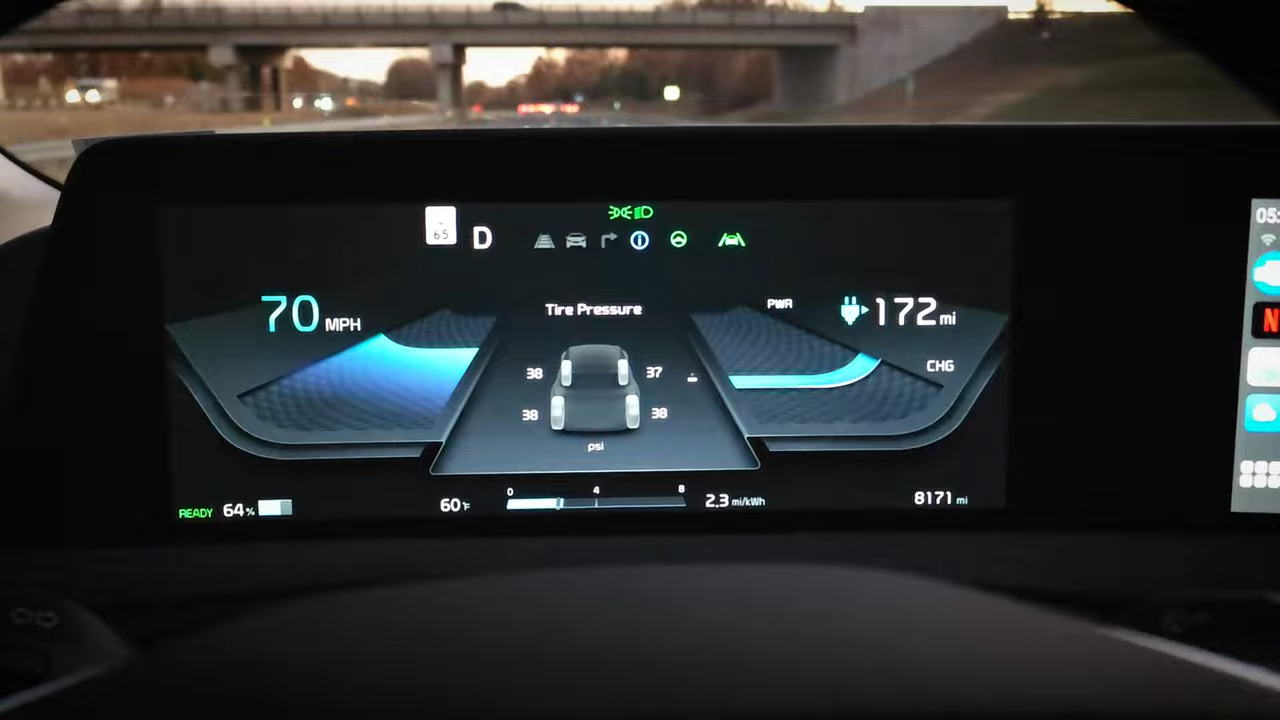 65
D
70 MPH
Tire Pressure
PWR
172 mi
CHG
38
37
38
38
psi
READY 64%
60°F
0 4 8
2.3 mi/kWh
8171 mi
05:
N